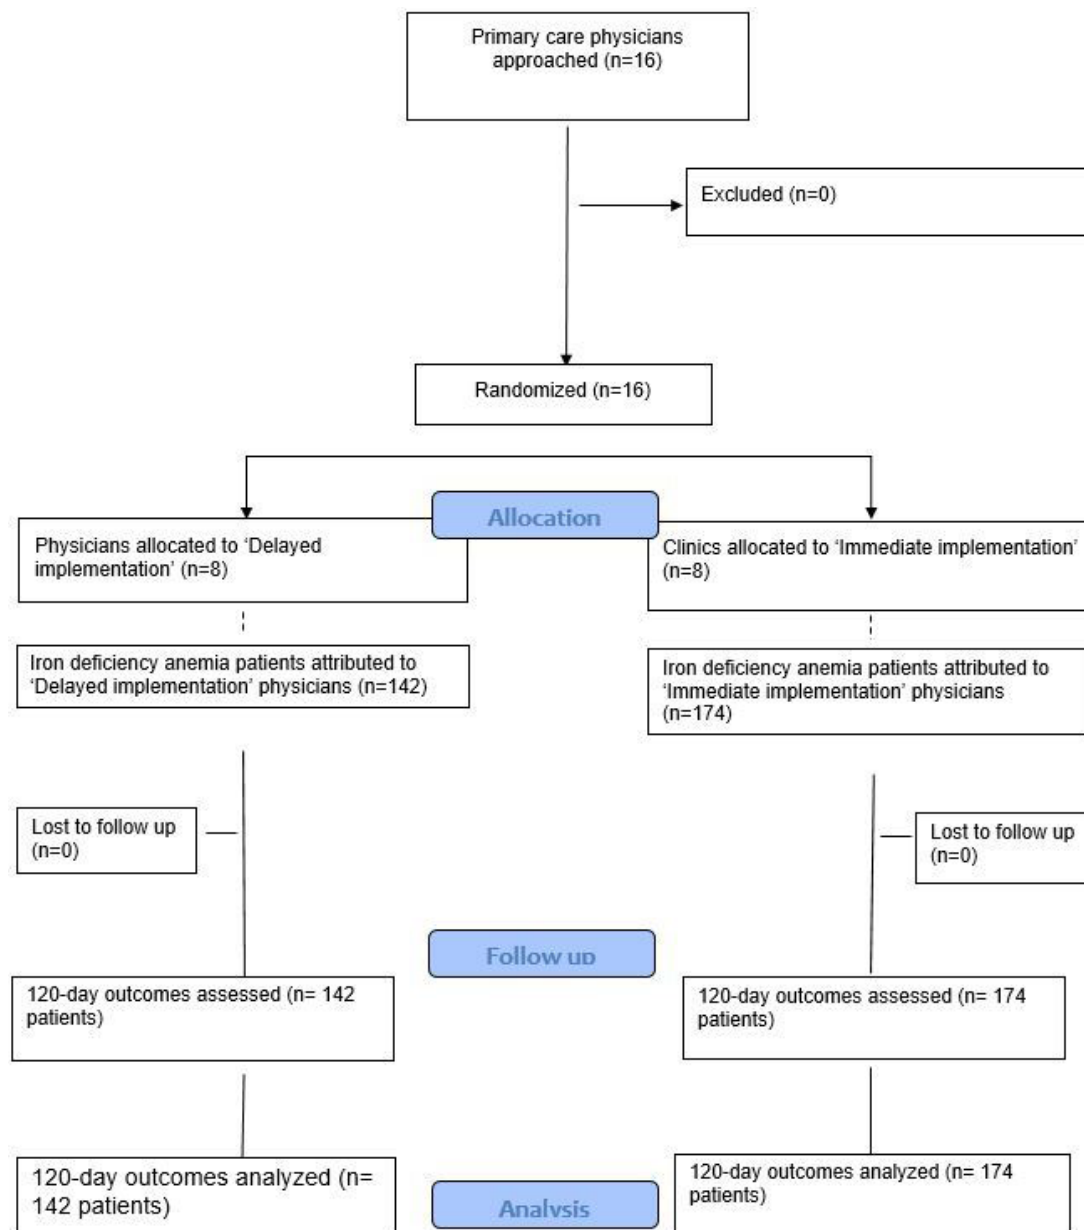 Primary care physicians
approached (n=16)
Excluded (n=0)
Randomized (n=16)
Allocation
Physicians allocated to ‘Delayed
implementation’ (n=8)
Clinics allocated to ‘Immediate implementation’
(n=8)
Iron deficiency anemia patients attributed to
‘Delayed implementation’ physicians (n=142)
Iron deficiency anemia patients attributed to
‘Immediate implementation’ physicians
(n=174)
Lost to follow up
(n=0)
Lost to follow up
(n=0)
Follow up
120-day outcomes assessed (n= 142
patients)
120-day outcomes assessed (n= 174
patients)
120-day outcomes analyzed (n=
142 patients)
120-day outcomes analyzed (n= 174
patients)
Analysis